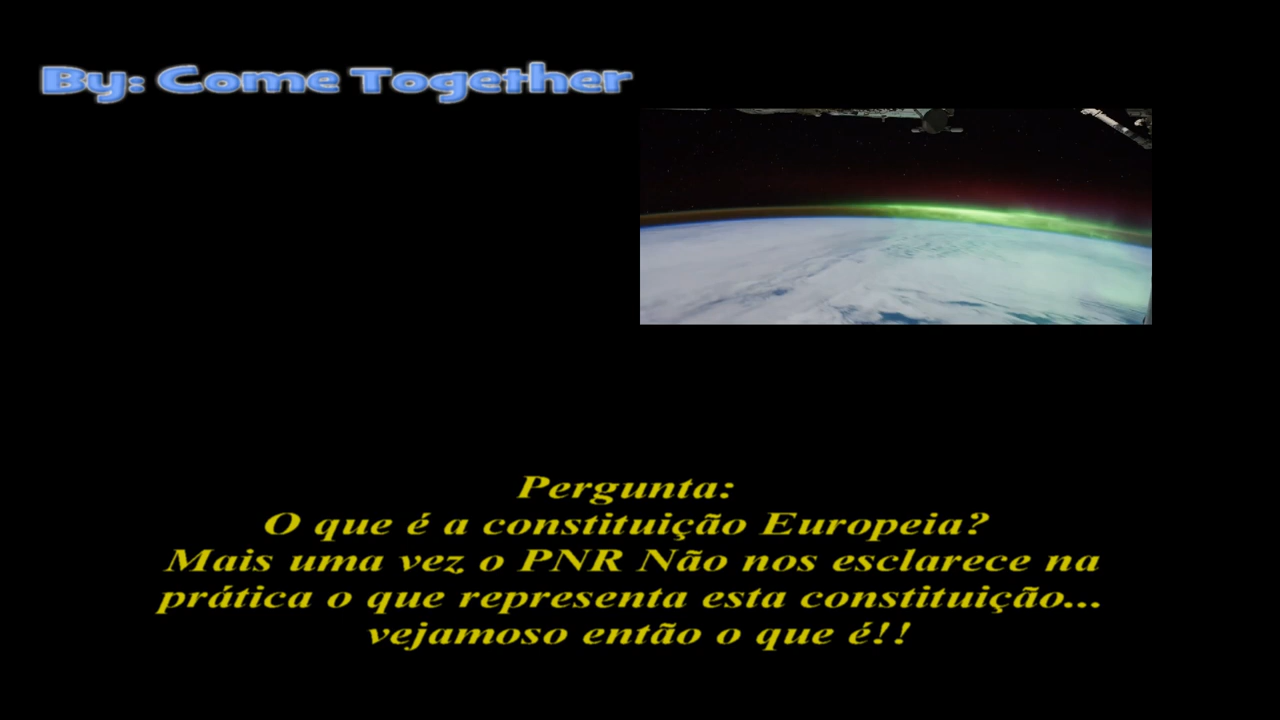 By: Come Together
Pergunta:
O que é a constituição Europeia?
Mais uma vez o PNR Não nos esclarece na
prática o que representa esta constituição...
vejamoso então o que é!!